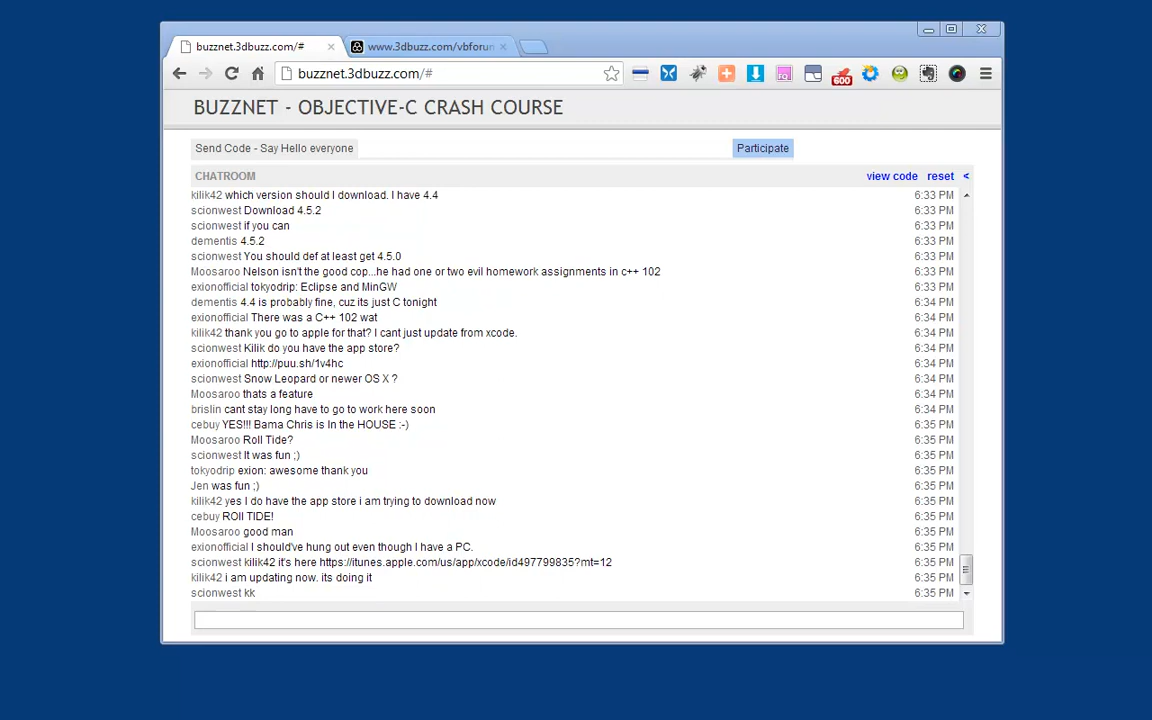 buzznet.3dbuzz.com/#
www.3dbuzz.com/vbforun
buzznet.3dbuzz.com/#
600
BUZZNET - OBJECTIVE-C CRASH COURSE
Send Code - Say Hello everyone
Participate
CHATROOM view code reset <
kilik42 which version should I download. I have 4.4 6:33 PM
scionwest Download 4.5.2 6:33 PM
scionwest if you can 6:33 PM
dementis 4.5.2 6:33 PM
scionwest You should def at least get 4.5.0 6:33 PM
Moosaroo Nelson isn't the good cop...he had one or two evil homework assignments in c++ 102 6:33 PM
exionofficial tokyodrip: Eclipse and MinGW 6:33 PM
dementis 4.4 is probably fine, cuz its just C tonight 6:34 PM
exionofficial There was a C++ 102 wat 6:34 PM
kilik42 thank you go to apple for that? I cant just update from xcode. 6:34 PM
scionwest Kilik do you have the app store? 6:34 PM
exionofficial http://puu.sh/1v4hc 6:34 PM
scionwest Snow Leopard or newer OS X ? 6:34 PM
Moosaroo thats a feature 6:34 PM
brislin cant stay long have to go to work here soon 6:34 PM
cebuy YES!!! Bama Chris is In the HOUSE :-) 6:35 PM
Moosaroo Roll Tide? 6:35 PM
scionwest It was fun ;) 6:35 PM
tokyodrip exion: awesome thank you 6:35 PM
Jen was fun ;) 6:35 PM
kilik42 yes I do have the app store i am trying to download now 6:35 PM
cebuy ROll TIDE! 6:35 PM
Moosaroo good man 6:35 PM
exionofficial I should've hung out even though I have a PC. 6:35 PM
scionwest kilik42 it's here https://itunes.apple.com/us/app/xcode/id497799835?mt=12 6:35 PM
kilik42 i am updating now. its doing it 6:35 PM
scionwest kk 6:35 PM